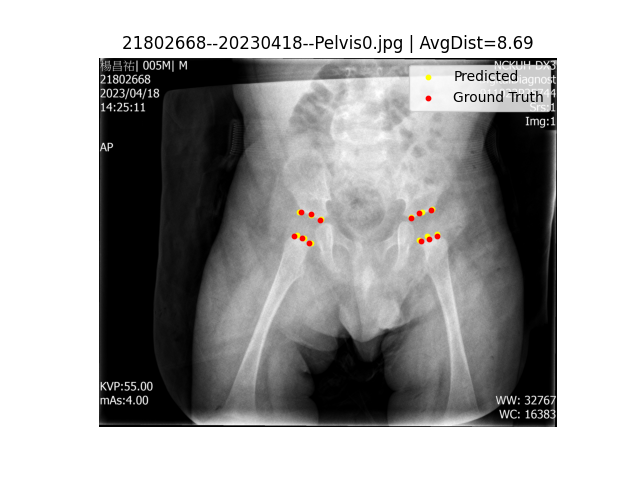 21802668--20230418--Pelvis0.jpg | AvgDist=8.69
楊昌祐| 005M| M
21802668
2023/04/18
14:25:11
AP
NCKUH DX3
Diagnost
Srs:1
Img:1
Predicted
Ground Truth
KVP:55.00
mAs:4.00
WW: 32767
WC: 16383